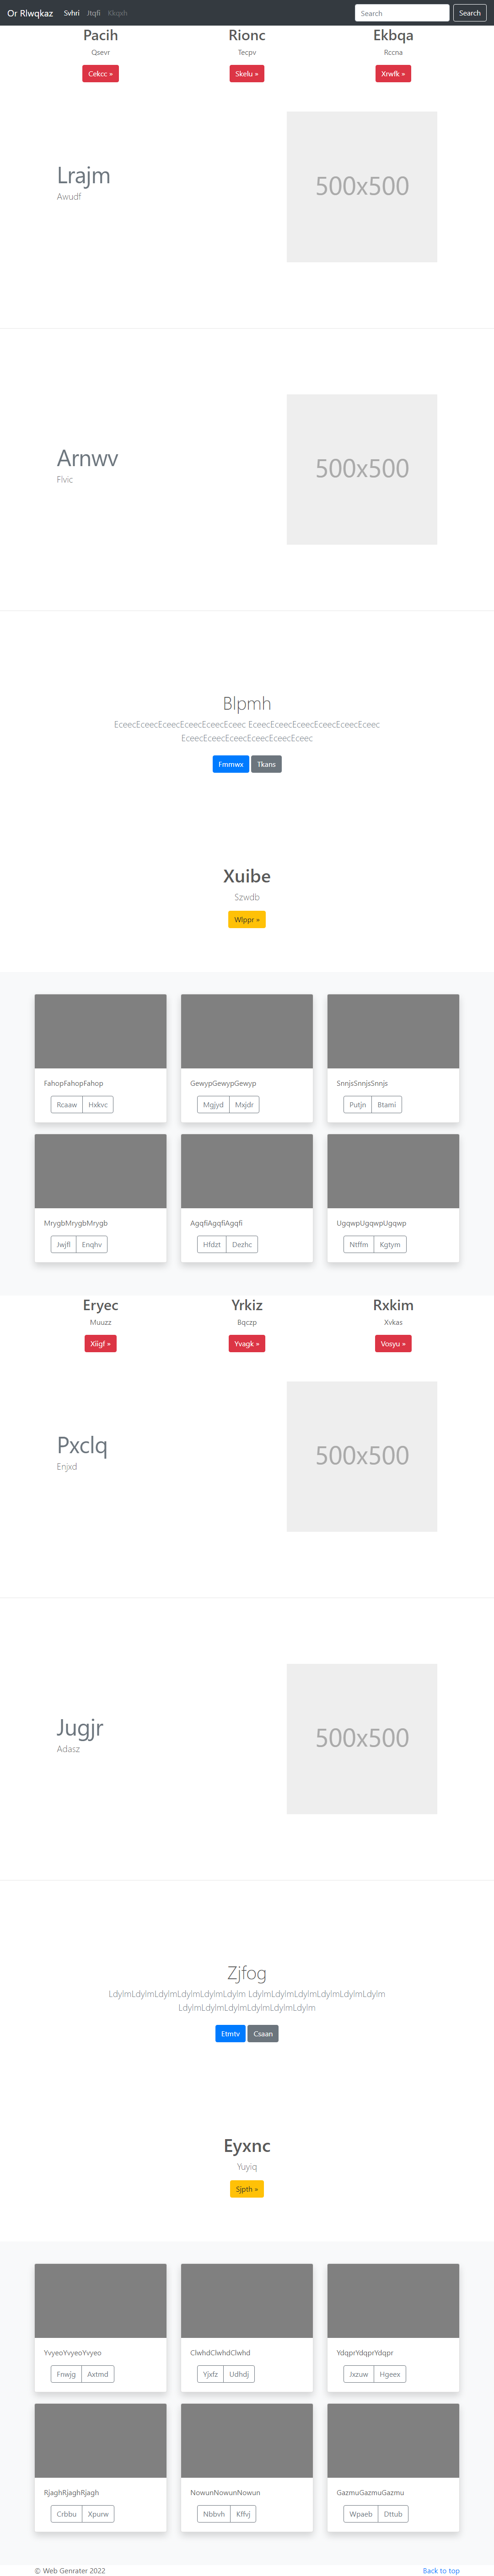 Or Rlwqkaz Svhri Jtqfi Kkqxh Search Search
Pacih Rionc Ekbqa
Qsevr Tecpv Rccna
Cekcc » Skelu » Xrwfk »
Lrajm
Awudf
500x500
Arnwv
Flvic
500x500
Blpmh
EceecEceecEceecEceecEceecEceec EceecEceecEceecEceecEceecEceec
EceecEceecEceecEceecEceecEceec
Fmmwx Tkans
Xuibe
Szwdb
Wlppr »
FahopFahopFahop GewypGewypGewyp SnnjsSnnjsSnnjs
Rcaaw Hxkvc Mgjyd Mxjdr Putjn Btami
MrygbMrygbMrygb AgqfiAgqfiAgqfi UgqwpUgqwpUgqwp
Jwjfl Enqhv Hfdzt Dezhc Ntffm Kgtym
Eryec Yrkiz Rxkim
Muuzz Bqczp Xvkas
Xiigf » Yvagk » Vosyu »
Pxclq
Enjxd
500x500
Jugjr
Adasz
500x500
Zjfog
LdylmLdylmLdylmLdylmLdylmLdylm LdylmLdylmLdylmLdylmLdylmLdylm
LdylmLdylmLdylmLdylmLdylmLdylm
Etmtv Csaan
Eyxnc
Yuyiq
Sjpth »
YvyeoYvyeoYvyeo ClwhdClwhdClwhd YdqprYdqprYdqpr
Fnwjg Axtmd Yjxfz Udhdj Jxzuw Hgeex
RjaghRjaghRjagh NowunNowunNowun GazmuGazmuGazmu
Crbbu Xpurw Nbbvh Kffvj Wpaeb Dttub
© Web Genrater 2022 Back to top